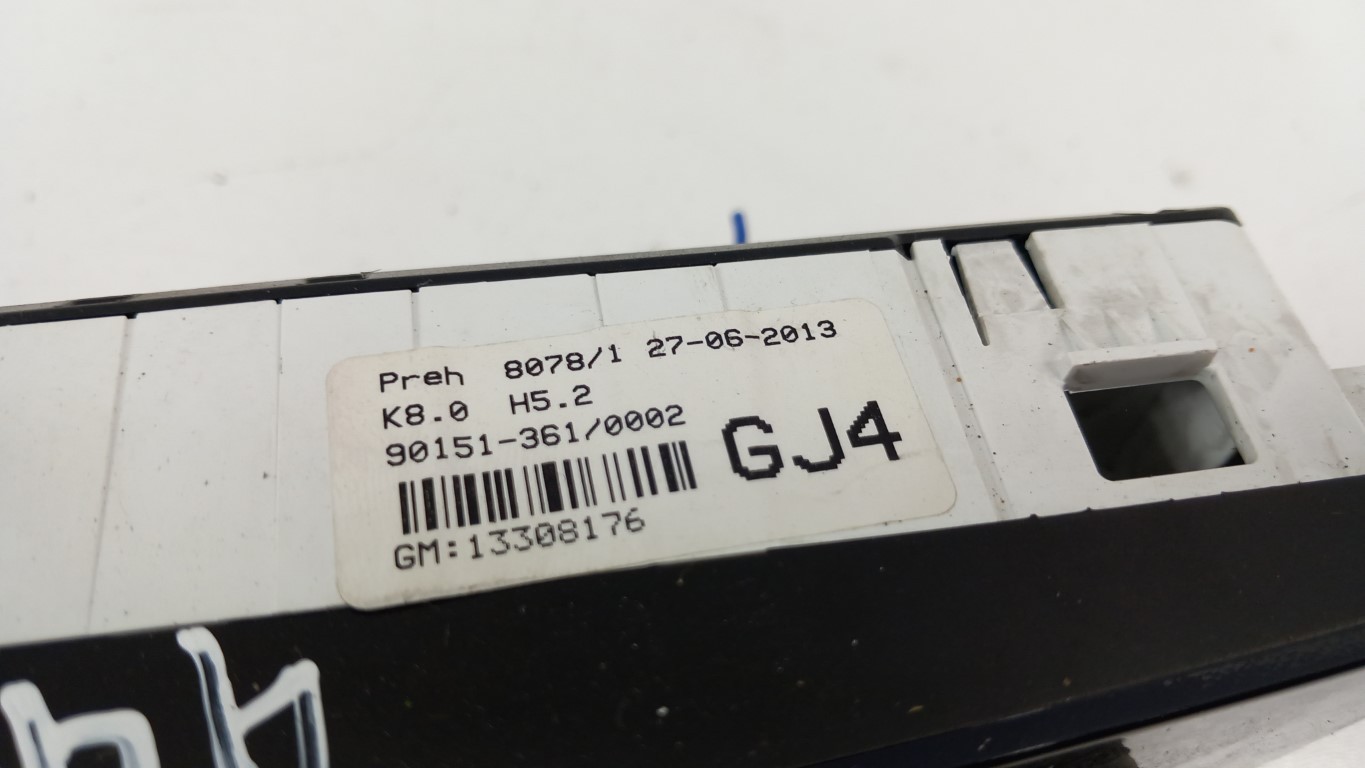 Preh 8078/1 27-06-2013
K8.0 H5.2
90151-361/0002
GJ4
GM:13308176